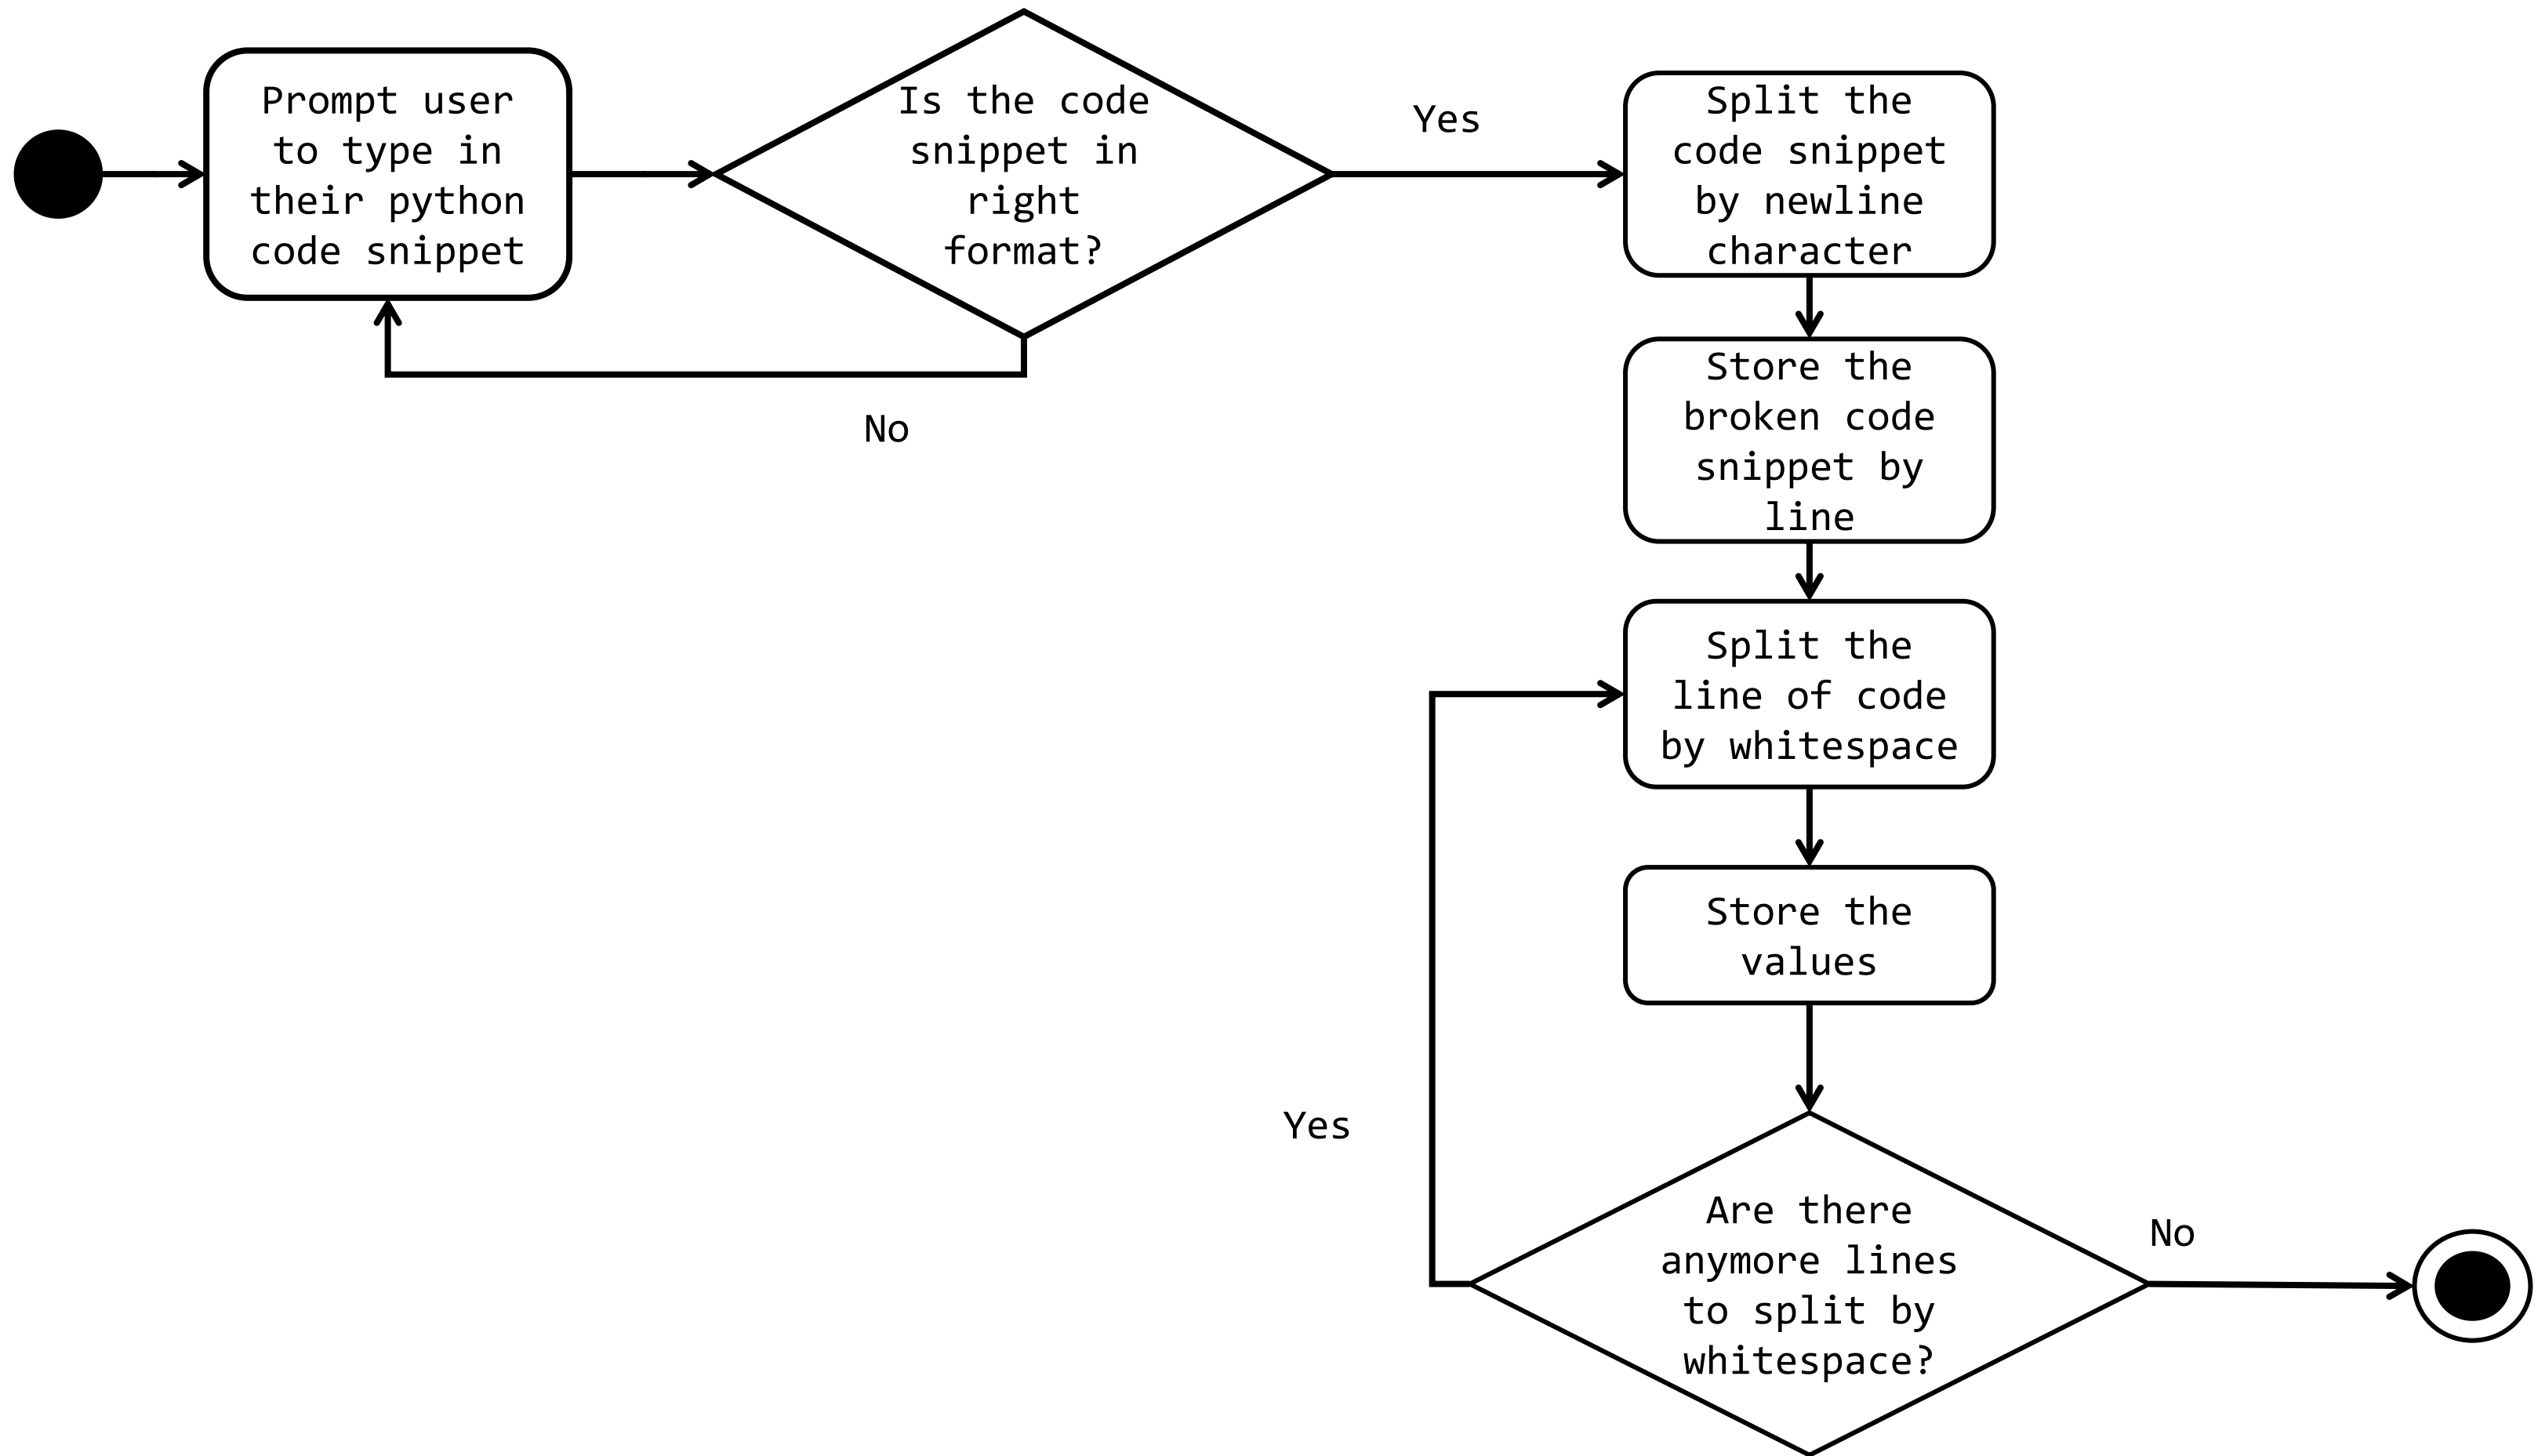 Prompt user
to type in
their python
code snippet
Is the code
snippet in
right
format?
Yes
No
Split the
code snippet
by newline
character
Store the
broken code
snippet by
line
Split the
line of code
by whitespace
Store the
values
Yes
Are there
anymore lines
to split by
whitespace?
No